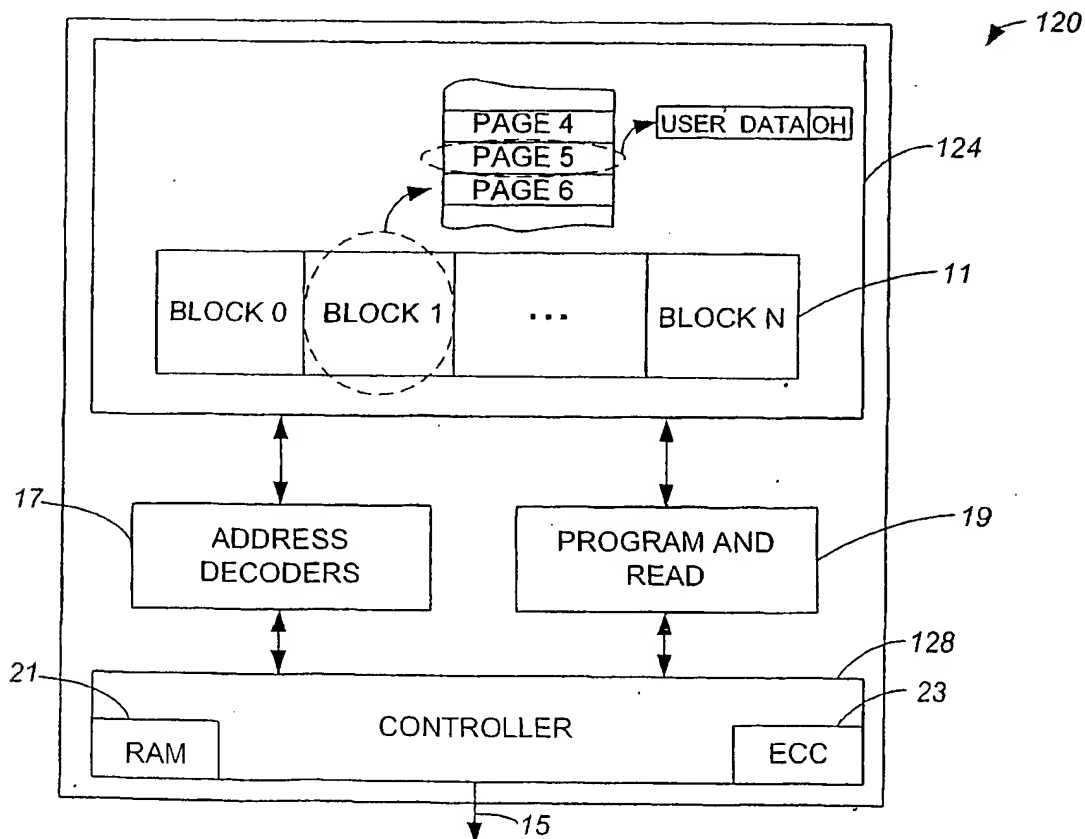 120
PAGE 4
PAGE 5
PAGE 6
USER DATA OH
124
11
BLOCK 0 BLOCK 1 ... BLOCK N
17
19
ADDRESS
DECODERS
PROGRAM AND
READ
128
21
23
CONTROLLER
RAM
ECC
15